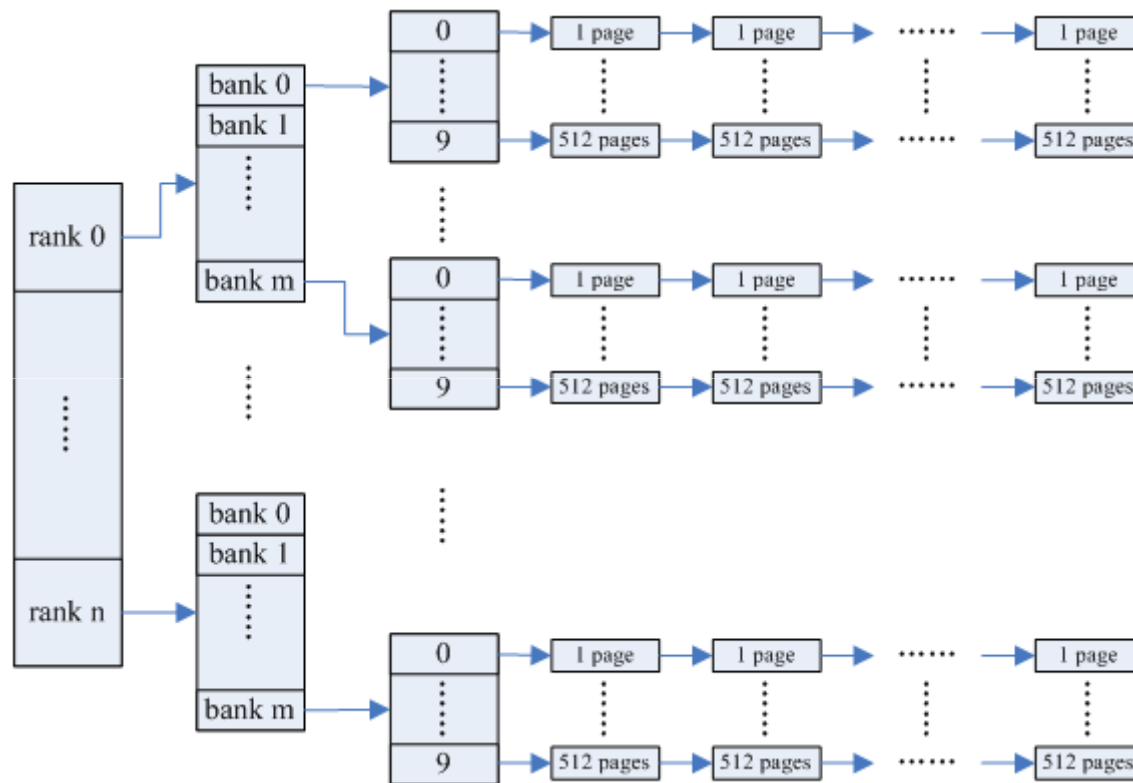 0 1 page 1 page ...... 1 page
bank 0
bank 1
9 512 pages 512 pages ...... 512 pages
rank 0
bank m
0 1 page 1 page ...... 1 page
9 512 pages 512 pages ...... 512 pages
bank 0
bank 1
rank n
0 1 page 1 page ...... 1 page
bank m
9 512 pages 512 pages ...... 512 pages